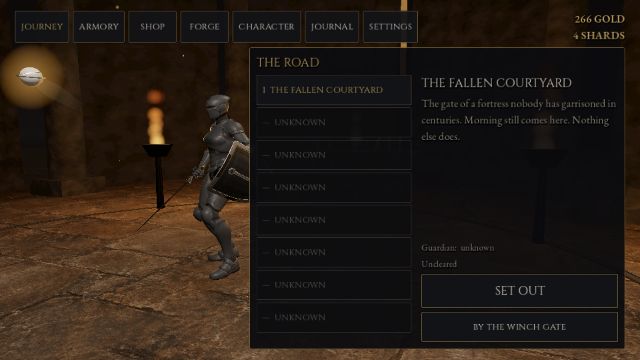 JOURNEY
ARMORY
SHOP
FORGE
CHARACTER
JOURNAL
SETTINGS
266 GOLD
4 SHARDS
THE ROAD
1 THE FALLEN COURTYARD
— UNKNOWN
— UNKNOWN
— UNKNOWN
— UNKNOWN
— UNKNOWN
— UNKNOWN
— UNKNOWN
THE FALLEN COURTYARD
The gate of a fortress nobody has garrisoned in
centuries. Morning still comes here. Nothing
else does.
Guardian: unknown
Uncleared
SET OUT
BY THE WINCH GATE